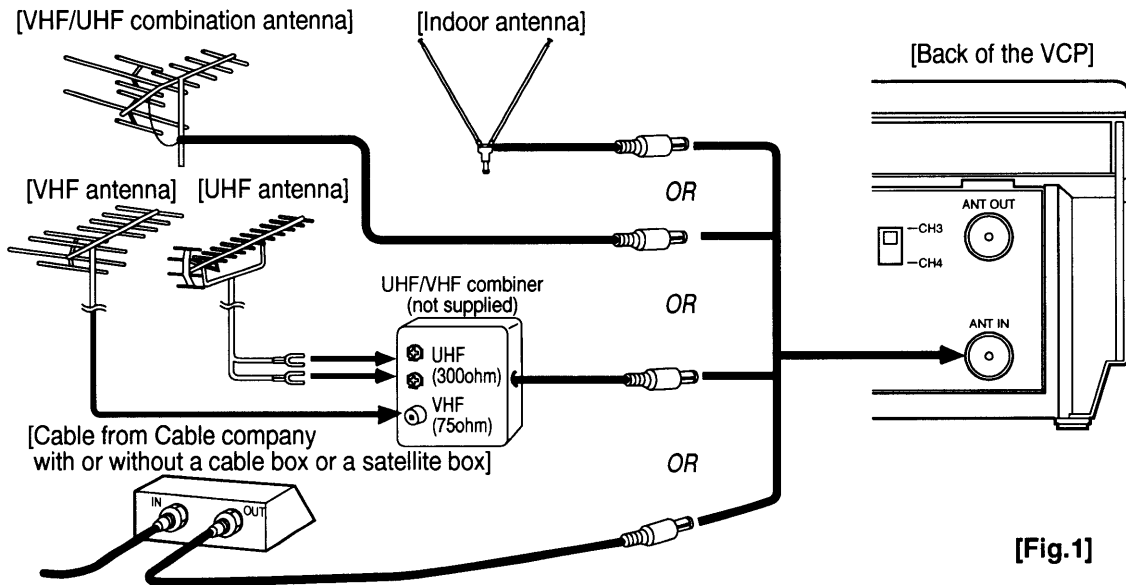 [VHF/UHF combination antenna]
[Indoor antenna]
[Back of the VCP]
OR
[VHF antenna]
[UHF antenna]
ANT OUT
CH3
CH4
UHF/VHF combiner
(not supplied)
OR
ANT IN
UHF
(300ohm)
VHF
(75ohm)
[Cable from Cable company
with or without a cable box or a satellite box]
OR
IN
OUT
[Fig.1]